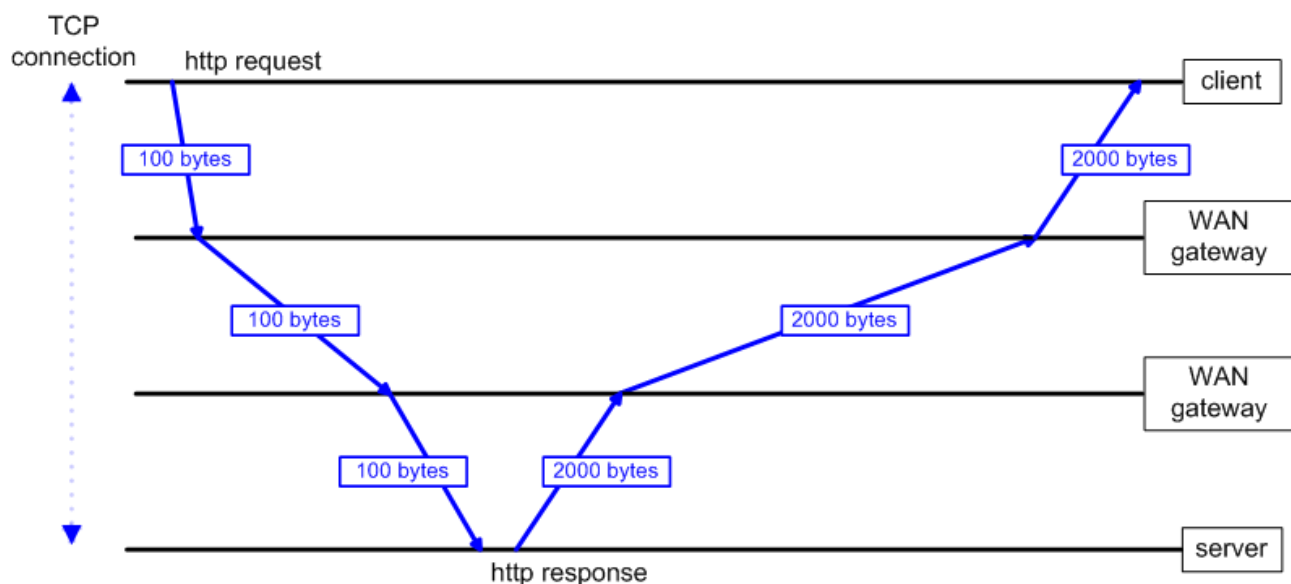 TCP
connection
http request
client
100 bytes
2000 bytes
WAN
gateway
100 bytes
2000 bytes
WAN
gateway
100 bytes
2000 bytes
server
http response